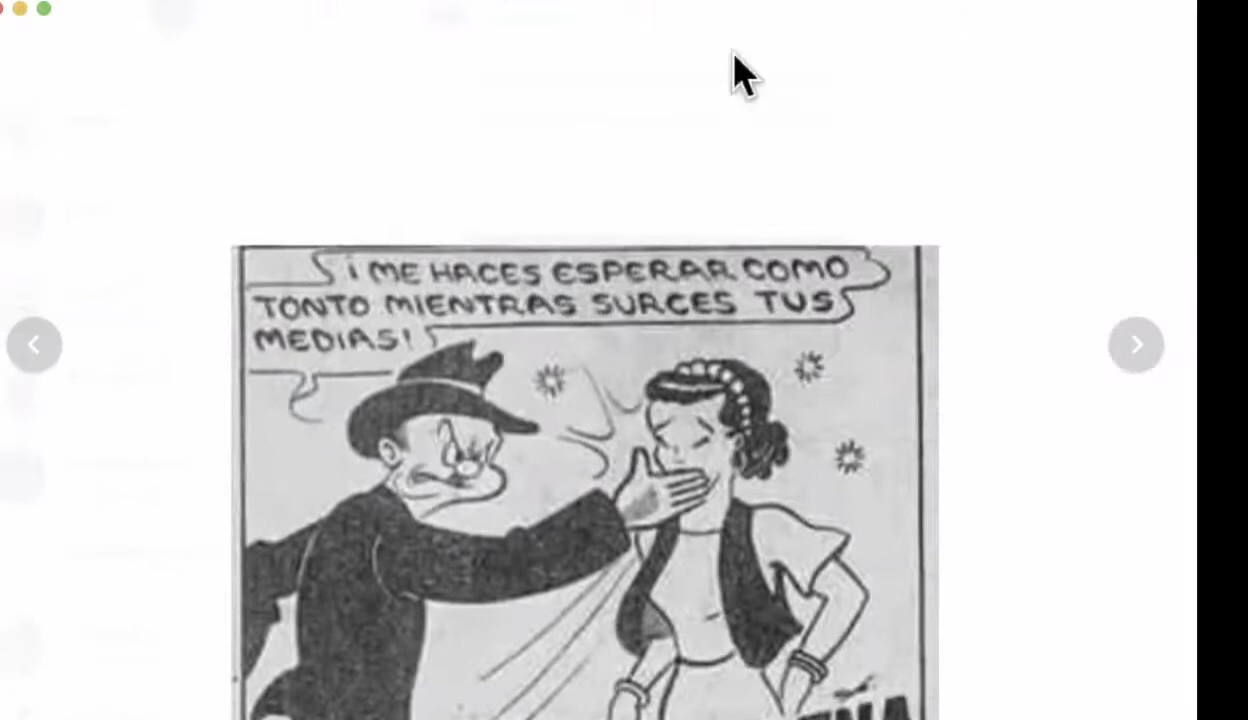 ¡ME HACES ESPERAR COMO
TONTO MIENTRAS SURCES TUS
MEDIAS!